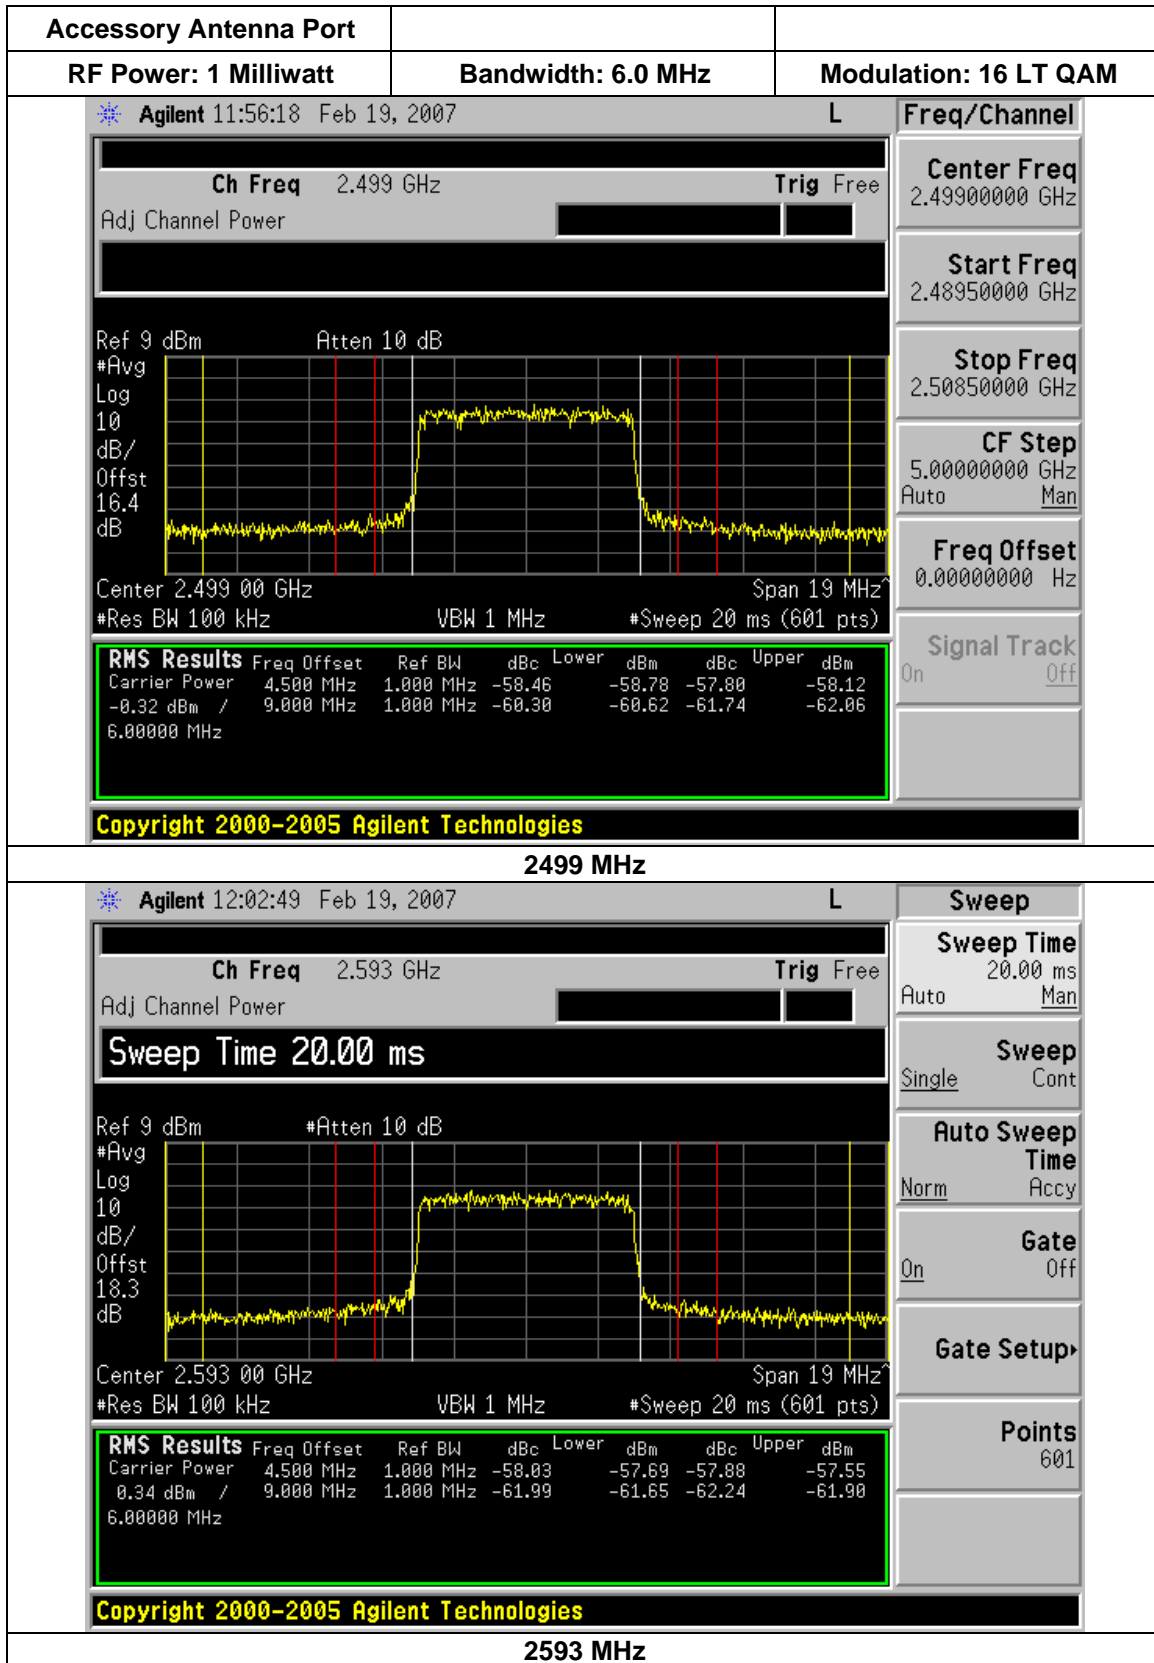 Accessory Antenna Port
RF Power: 1 Milliwatt Bandwidth: 6.0 MHz Modulation: 16 LT QAM
Agilent 11:56:18 Feb 19, 2007 L Freq/Channel
Ch Freq 2.499 GHz Trig Free
Adj Channel Power
Center Freq
2.49900000 GHz
Start Freq
2.48950000 GHz
Stop Freq
2.50850000 GHz
CF Step
5.00000000 GHz
Auto Man
Freq Offset
0.00000000 Hz
Signal Track
On Off
Ref 9 dBm Atten 10 dB
#Avg
Log
10
dB/
Offst
16.4
dB
Center 2.499 00 GHz Span 19 MHz^
#Res BW 100 kHz VBW 1 MHz #Sweep 20 ms (601 pts)
RMS Results Freq Offset Ref BW dBc Lower dBm dBc Upper dBm
Carrier Power 4.500 MHz 1.000 MHz -58.46 -58.78 -57.80 -58.12
-0.32 dBm / 9.000 MHz 1.000 MHz -60.30 -60.62 -61.74 -62.06
6.00000 MHz
Copyright 2000-2005 Agilent Technologies
2499 MHz
Agilent 12:02:49 Feb 19, 2007 L Sweep
Ch Freq 2.593 GHz Trig Free
Adj Channel Power
Sweep Time 20.00 ms
Sweep Time
20.00 ms
Auto Man
Sweep
Single Cont
Auto Sweep
Time
Norm Accy
Gate
On Off
Gate Setup
Points
601
Ref 9 dBm #Atten 10 dB
#Avg
Log
10
dB/
Offst
18.3
dB
Center 2.593 00 GHz Span 19 MHz^
#Res BW 100 kHz VBW 1 MHz #Sweep 20 ms (601 pts)
RMS Results Freq Offset Ref BW dBc Lower dBm dBc Upper dBm
Carrier Power 4.500 MHz 1.000 MHz -58.03 -57.69 -57.88 -57.55
0.34 dBm / 9.000 MHz 1.000 MHz -61.99 -61.65 -62.24 -61.90
6.00000 MHz
Copyright 2000-2005 Agilent Technologies
2593 MHz